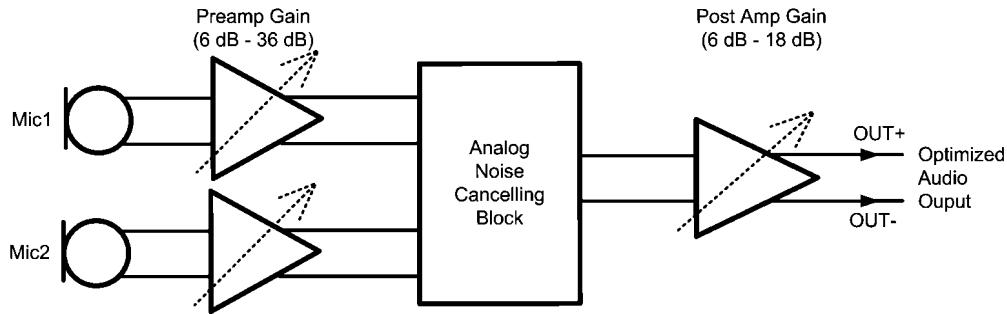 Preamp Gain
(6 dB - 36 dB)
Post Amp Gain
(6 dB - 18 dB)
Mic1
Mic2
Analog
Noise
Cancelling
Block
OUT+
OUT-
Optimized
Audio
Ouput